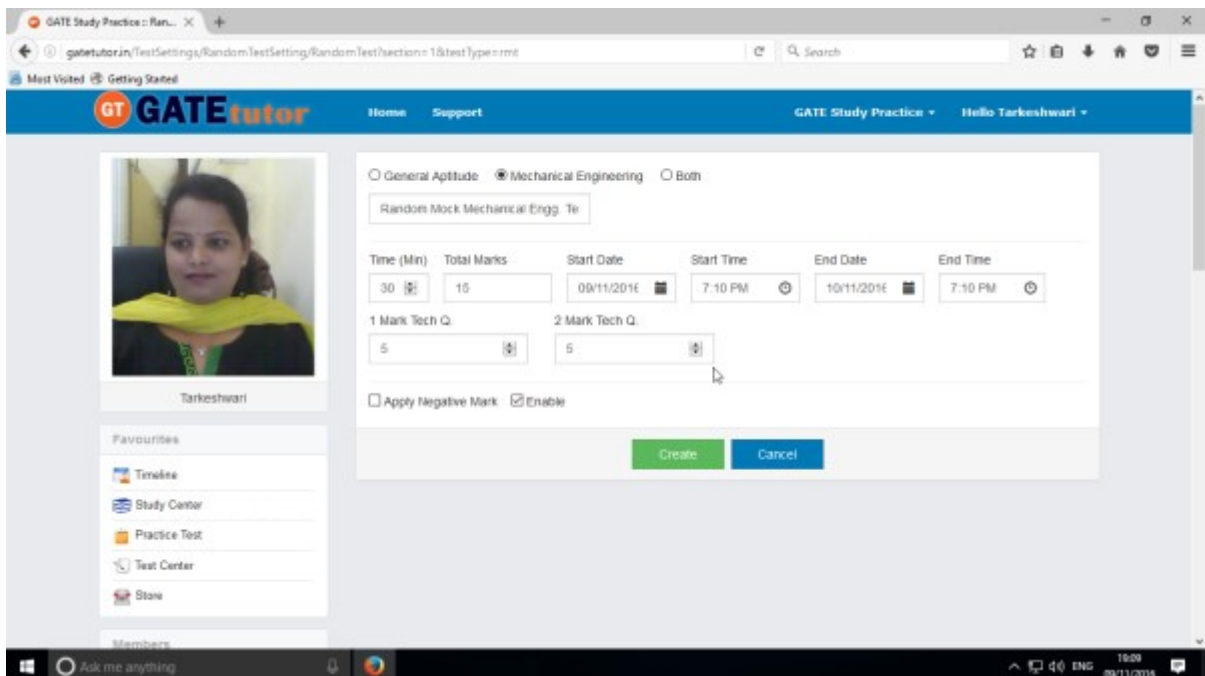 GATE Study Practice :: Ran...
gatetutor.in/TestSettings/RandomTestSetting/RandomTest?section=1&testType=rmt
Search
Most Visited Getting Started
GT GATEtutor Home Support GATE Study Practice Hello Tarkeshwari
General Aptitude Mechanical Engineering Both
Random Mock Mechanical Engg. Te
Time (Min) Total Marks Start Date Start Time End Date End Time
30 15 09/11/2016 7:10 PM 10/11/2016 7:10 PM
1 Mark Tech Q. 2 Mark Tech Q.
5 5
Apply Negative Mark Enable
Create Cancel
Tarkeshwari
Favourites
Timeline
Study Center
Practice Test
Test Center
Store
Members
Ask me anything
ENG
19:09
09/11/2016